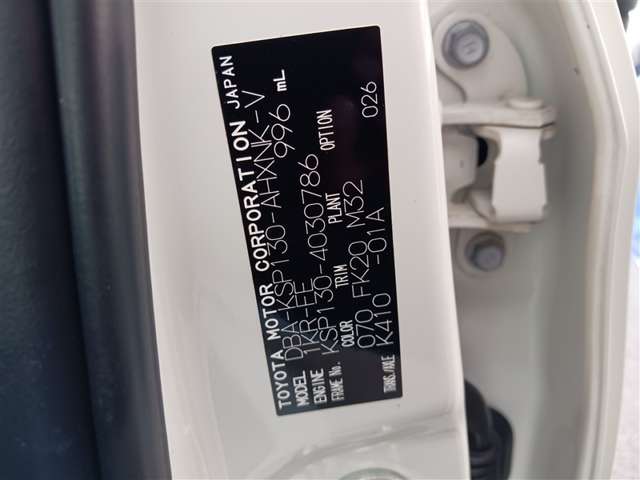 TOYOTA MOTOR CORPORATION JAPAN
MODEL DBA-KSP130-AHXNK-V
ENGINE 1KR-FE 996 mL
FRAME No. KSP130-4030786
COLOR TRIM PLANT OPTION
070 FK20 M32 026
TRANS/AXLE K410 -01A